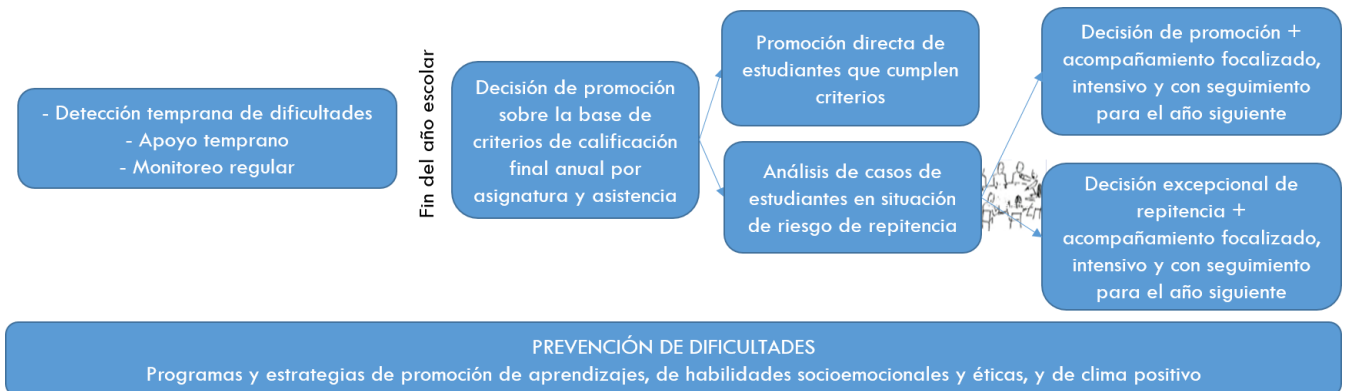 - Detección temprana de dificultades
- Apoyo temprano
- Monitoreo regular
Fin del año escolar
Decisión de promoción
sobre la base de
criterios de calificación
final anual por
asignatura y asistencia
Promoción directa de
estudiantes que cumplen
criterios
Análisis de casos de
estudiantes en situación
de riesgo de repitencia
Decisión de promoción +
acompañamiento focalizado,
intensivo y con seguimiento
para el año siguiente
Decisión excepcional de
repitencia +
acompañamiento focalizado,
intensivo y con seguimiento
para el año siguiente
PREVENCIÓN DE DIFICULTADES
Programas y estrategias de promoción de aprendizajes, de habilidades socioemocionales y éticas, y de clima positivo